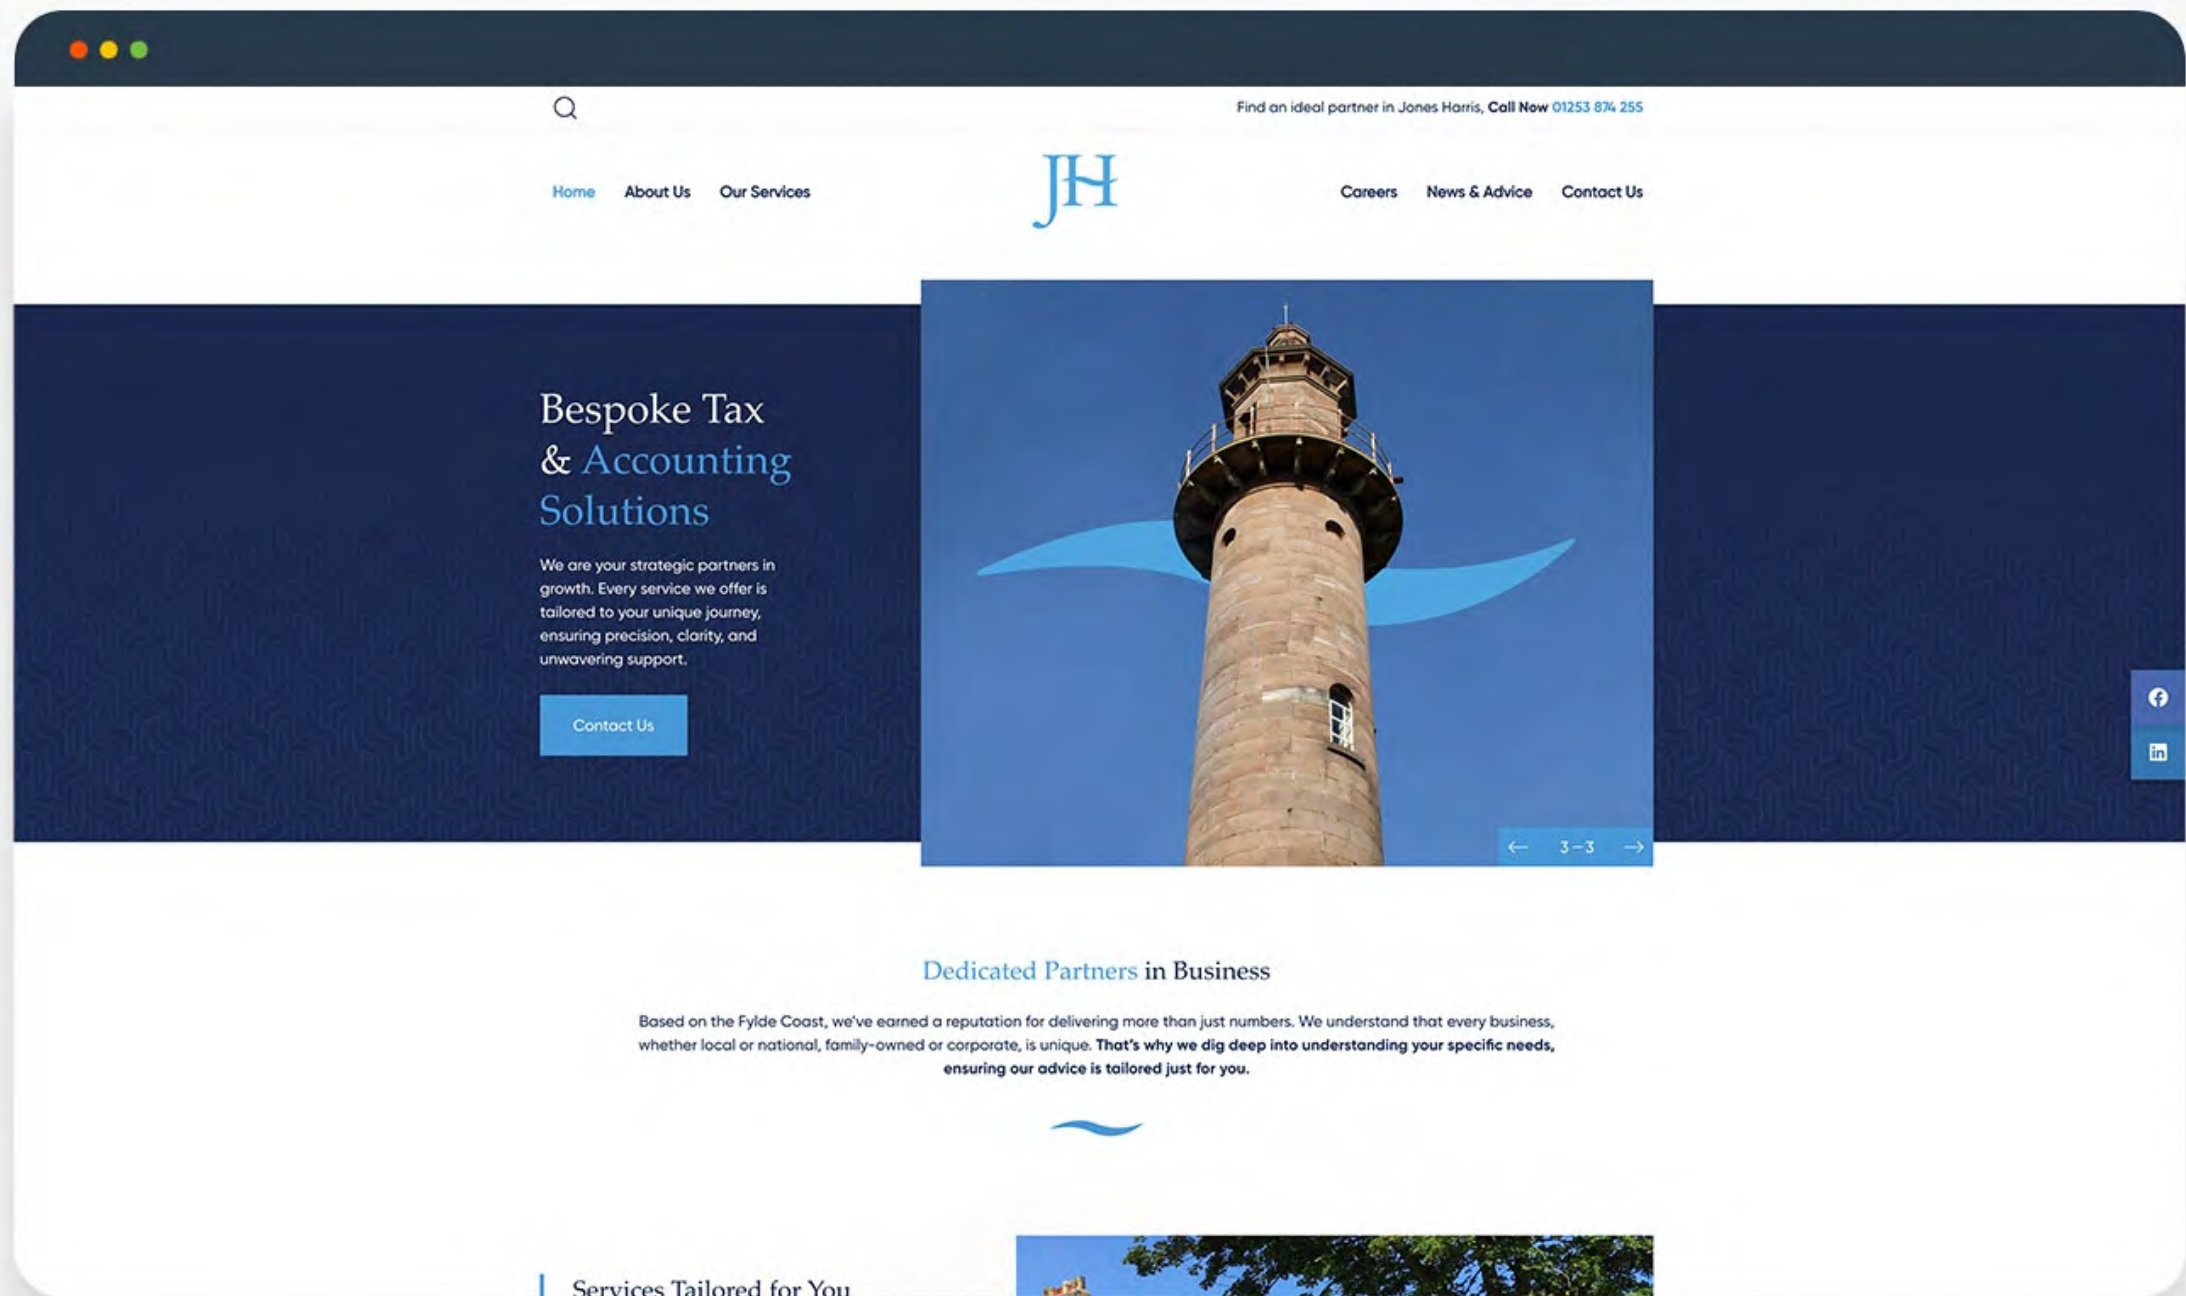 Find an ideal partner in Jones Harris, Call Now 01253 874 255
JH
Home About Us Our Services
Careers News & Advice Contact Us
Bespoke Tax
& Accounting
Solutions
We are your strategic partners in
growth. Every service we offer is
tailored to your unique journey,
ensuring precision, clarity, and
unwavering support.
Contact Us
3–3
Dedicated Partners in Business
Based on the Fylde Coast, we've earned a reputation for delivering more than just numbers. We understand that every business,
whether local or national, family-owned or corporate, is unique. That's why we dig deep into understanding your specific needs,
ensuring our advice is tailored just for you.
Services Tailored for You